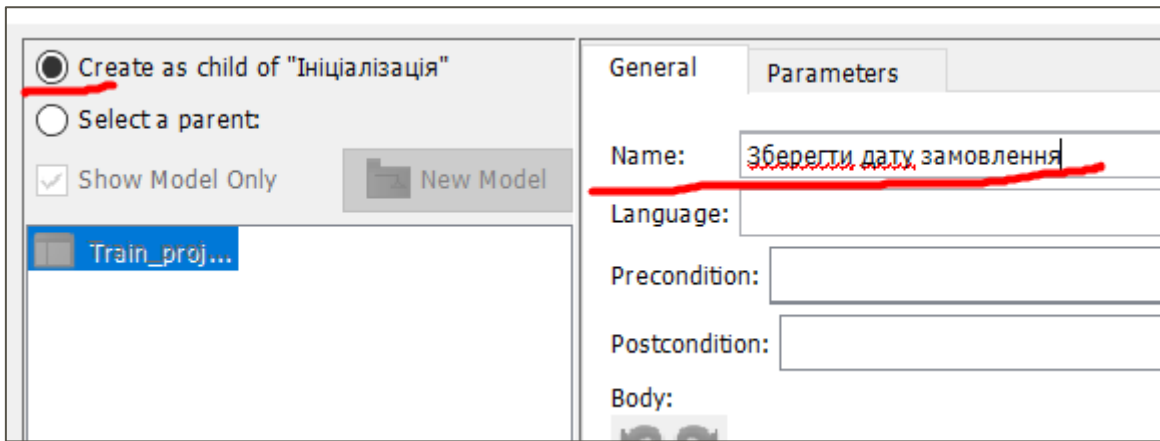 Create as child of "Ініціалізація"
Select a parent:
Show Model Only
New Model
Train_proj...
General
Parameters
Name: Зберегти дату замовлення
Language:
Precondition:
Postcondition:
Body: